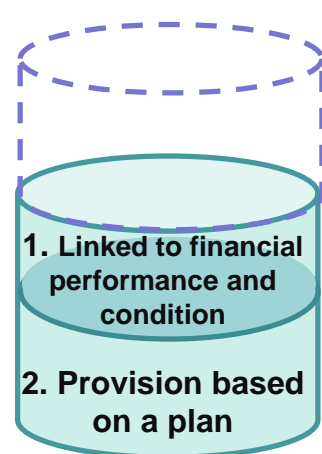 1. Linked to financial
performance and
condition
2. Provision based
on a plan